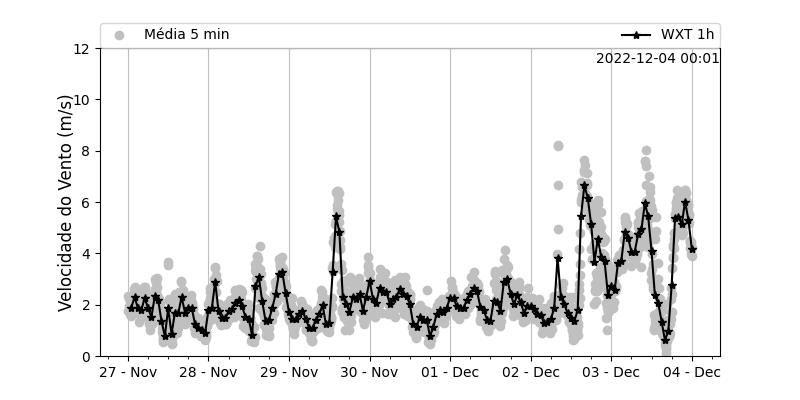 Média 5 min
WXT 1h
2022-12-04 00:01
Velocidade do Vento (m/s)
12
10
8
6
4
2
0
27 - Nov
28 - Nov
29 - Nov
30 - Nov
01 - Dec
02 - Dec
03 - Dec
04 - Dec